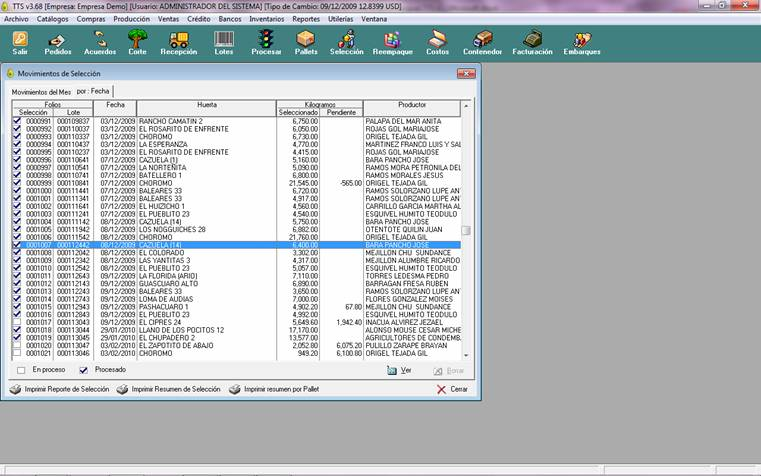 TTS v3.68 [Empresa: Empresa Demo] [Usuario: ADMINISTRADOR DEL SISTEMA] [Tipo de Cambio: 09/12/2009 12.8399 USD]
Archivo Catálogos Compras Producción Ventas Crédito Bancos Inventarios Reportes Utilerías Ventana
Salir Pedidos Acuerdos Corte Recepción Lotes Procesar Pallets Selección Reempaque Costos Contenedor Facturación Embarques
Movimientos de Selección
Movimientos del Mes por : Fecha
Folios Fecha Huerta Kilogramos Productor
Selección Lote Seleccionado Pendiente
0000991 000109837 03/12/2009 RANCHO CAMATIN 2 6,750.00 PALAPA DEL MAR ANITA
0000992 000110037 03/12/2009 EL ROSARITO DE ENFRENTE 6,050.00 ROJAS GOL MARIAJOSE
0000993 000110337 03/12/2009 CHOROMO 6,730.00 ORIGEL TEJADA GIL
0000994 000110437 03/12/2009 LA ESPERANZA 4,770.00 MARTINEZ FRANCO LUIS Y SAL
0000995 000110237 03/12/2009 EL ROSARITO DE ENFRENTE 4,415.00 ROJAS GOL MARIAJOSE
0000996 000110641 07/12/2009 CAZUELA (1) 5,160.00 BARA PANCHO JOSE
0000997 000110541 07/12/2009 LA NORTEÑITA 5,090.00 RAMOS MORA PETRONILA DEL
0000998 000110741 07/12/2009 BATELLERO 1 6,800.00 RAMOS MORALES JESUS
0000999 000110841 07/12/2009 CHOROMO 21,545.00 -565.00 ORIGEL TEJADA GIL
0001000 000111441 07/12/2009 BALEARES 33 6,720.00 RAMOS SOLORZANO LUPE AN
0001001 000111341 07/12/2009 BALEARES 33 4,917.00 RAMOS SOLORZANO LUPE AN
0001002 000111641 07/12/2009 EL HUIZICHO 1 4,560.00 CARRILLO GARCIA MARTHA AL
0001003 000111241 07/12/2009 EL PUEBLITO 23 4,540.00 ESQUIVEL HUMITO TEODULO
0001004 000112142 08/12/2009 CAZUELA (14) 5,750.00 BARA PANCHO JOSE
0001005 000111942 08/12/2009 LOS NOGGUICHES 28 6,882.00 OTENTOTE QUILIN JUAN
0001006 000111542 08/12/2009 CHOROMO 21,760.00 ORIGEL TEJADA GIL
0001007 000112442 08/12/2009 CAZUELA (14) 6,400.00 BARA PANCHO JOSE
0001008 000112042 08/12/2009 EL COLORADO 3,302.00 MEJILLON CHU SUNDANCE
0001009 000112342 08/12/2009 LAS YANTITAS 3 4,317.00 MEJILLON ALUMBRE RICARDO
0001010 000112542 08/12/2009 EL PUEBLITO 23 5,057.00 ESQUIVEL HUMITO TEODULO
0001011 000112643 09/12/2009 LA FLORIDA (ARIO) 7,110.00 TORRES LEDESMA PEDRO
0001012 000112343 09/12/2009 GUASCUARO ALTO 6,890.00 BARRAGAN FRESA RUBEN
0001013 000112443 09/12/2009 BALEARES 33 3,650.00 RAMOS SOLORZANO LUPE AN
0001014 000112743 09/12/2009 LOMA DE AUDIAS 7,000.00 FLORES GONZALEZ MOISES
0001015 000112943 09/12/2009 PASHACUARO 1 4,902.20 67.80 MEJILLON CHU SUNDANCE
0001016 000112843 09/12/2009 EL PUEBLITO 23 4,992.00 ESQUIVEL HUMITO TEODULO
0001017 000113043 09/12/2009 EL CIPRES 24 5,649.60 1,942.40 INACUA ALVIREZ JEZAEL
0001018 000113044 29/01/2010 LLANO DE LOS POCITOS 12 17,170.00 ALONSO MOUSE CESAR MICHE
0001019 000113045 29/01/2010 EL CHUPADERO 2 13,577.00 AGRICULTORES DE CONDEMB
0001020 000113047 03/02/2010 EL ZAPOTITO DE ABAJO 2,052.80 6,075.20 PULILLO ZARAPE BRAYAN
0001021 000113046 03/02/2010 CHOROMO 949.20 6,100.80 ORIGEL TEJADA GIL
En proceso Procesado Ver Borrar
Imprimir Reporte de Selección Imprimir Resumen de Selección Imprimir resumen por Pallet Cerrar